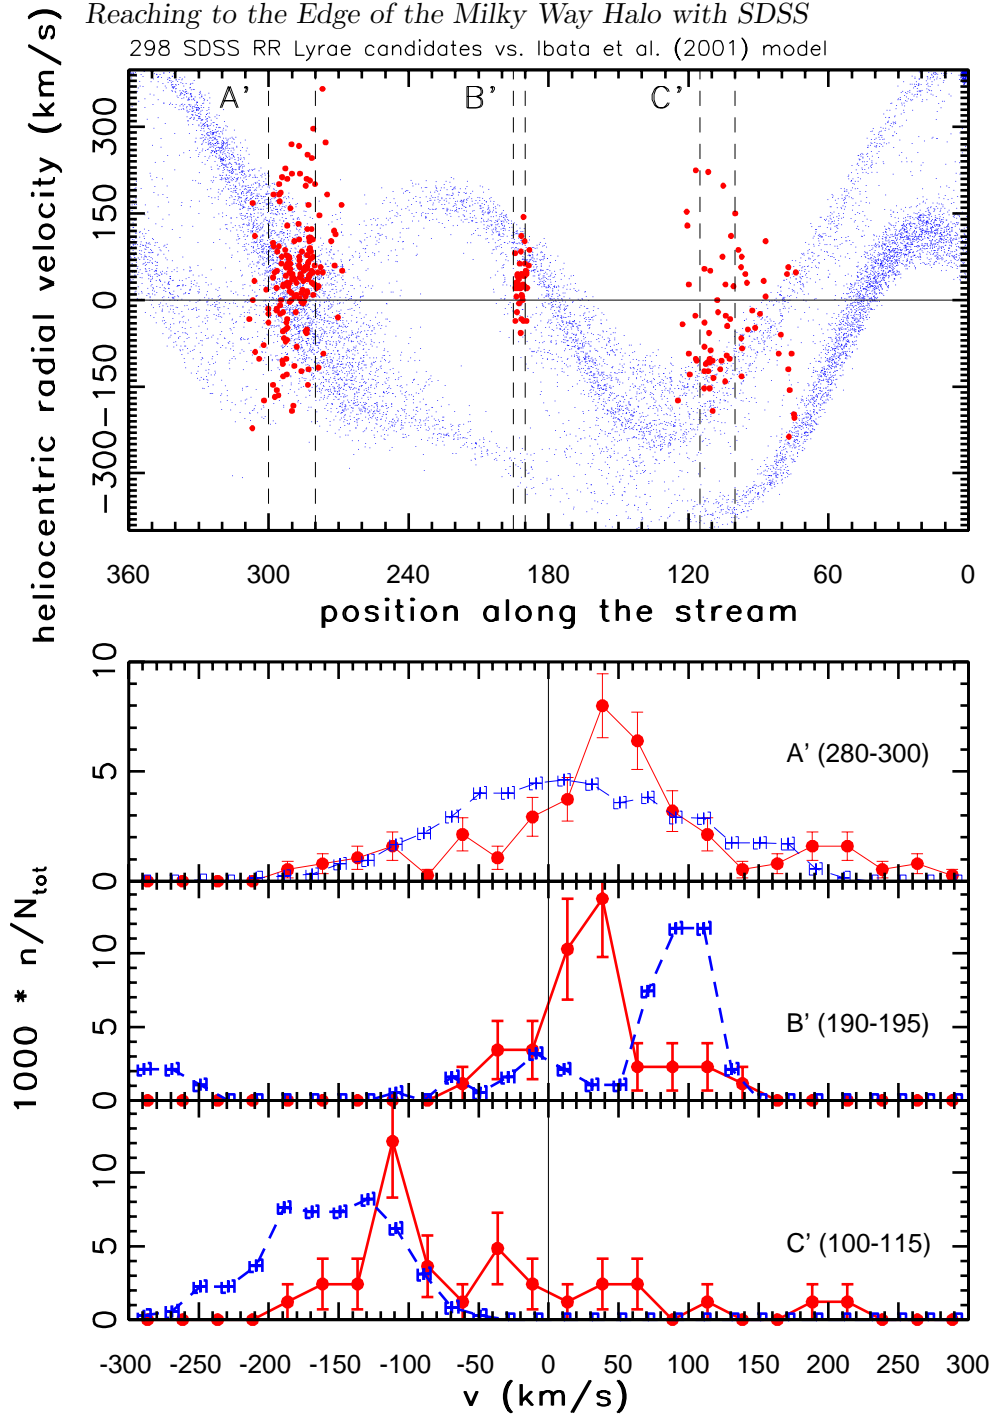 Reaching to the Edge of the Milky Way Halo with SDSS
298 SDSS RR Lyrae candidates vs. Ibata et al. (2001) model
A' B' C'
heliocentric radial velocity (km/s)
300
150
0
-150
-300
360 300 240 180 120 60 0
position along the stream
10
5
0
A' (280-300)
1000 * n/Ntot
10
5
0
B' (190-195)
10
5
0
C' (100-115)
-300 -250 -200 -150 -100 -50 0 50 100 150 200 250 300
v (km/s)